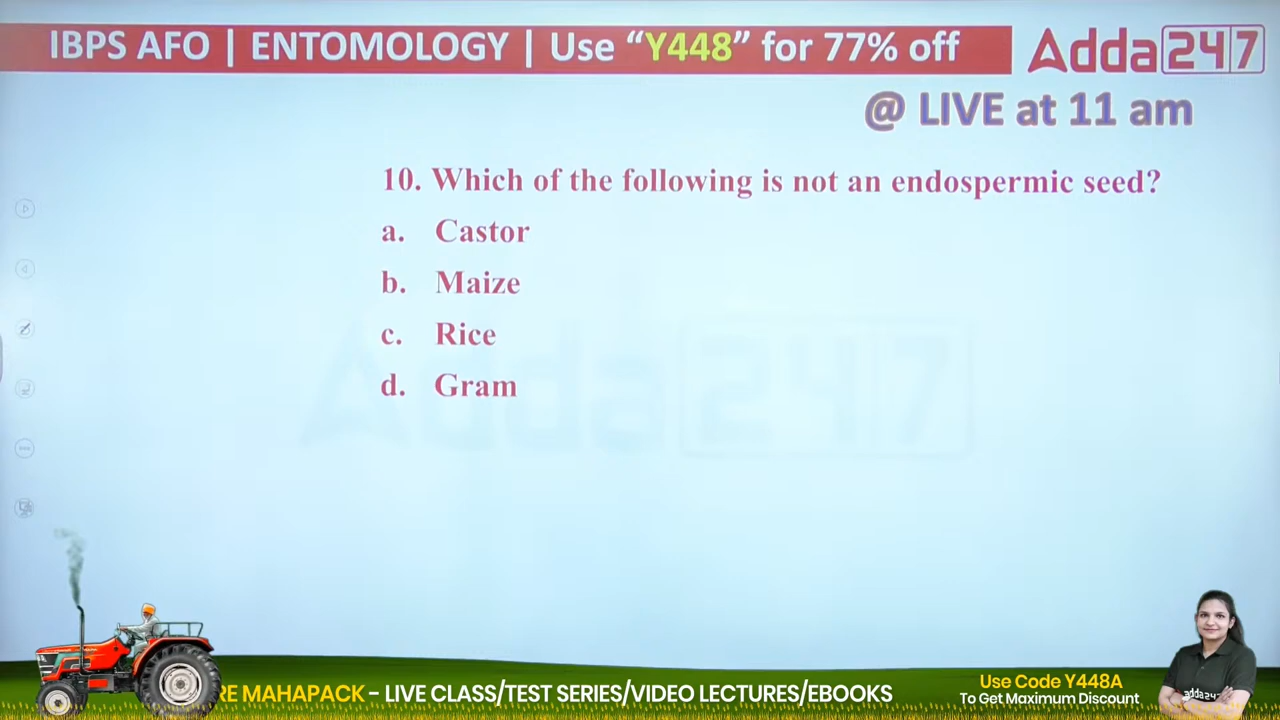 IBPS AFO | ENTOMOLOGY | Use “Y448” for 77% off
Adda247
@ LIVE at 11 am
10. Which of the following is not an endospermic seed?
a. Castor
b. Maize
c. Rice
d. Gram
Adda247
RE MAHAPACK - LIVE CLASS/TEST SERIES/VIDEO LECTURES/EBOOKS
Use Code Y448A
To Get Maximum Discount
adda247